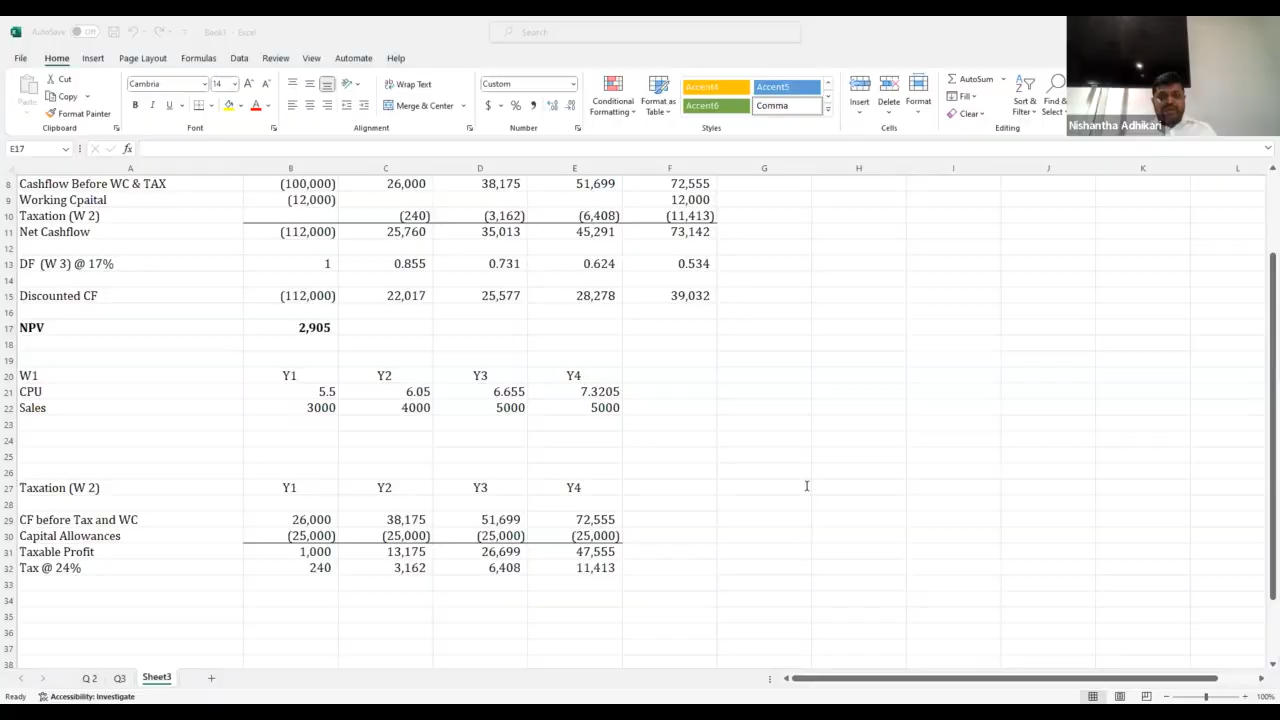 AutoSave Off Book1 - Excel Search
File Home Insert Page Layout Formulas Data Review View Automate Help
Cut Cambria 14 Wrap Text Custom Accent4 Accent5 AutoSum
Copy Fill
Paste Format Painter B I U Merge & Center $ % Conditional Formatting Format as Table Accent6 Comma Insert Delete Format Clear Sort & Filter Find & Select
Clipboard Font Alignment Number Styles Cells Editing
Nishantha Adhikari
E17 fx
A B C D E F G H I J K L
8 Cashflow Before WC & TAX (100,000) 26,000 38,175 51,699 72,555
9 Working Cpaital (12,000) 12,000
10 Taxation (W 2) (240) (3,162) (6,408) (11,413)
11 Net Cashflow (112,000) 25,760 35,013 45,291 73,142
12
13 DF (W 3) @ 17% 1 0.855 0.731 0.624 0.534
14
15 Discounted CF (112,000) 22,017 25,577 28,278 39,032
16
17 NPV 2,905
18
19
20 W1 Y1 Y2 Y3 Y4
21 CPU 5.5 6.05 6.655 7.3205
22 Sales 3000 4000 5000 5000
23
24
25
26
27 Taxation (W 2) Y1 Y2 Y3 Y4
28
29 CF before Tax and WC 26,000 38,175 51,699 72,555
30 Capital Allowances (25,000) (25,000) (25,000) (25,000)
31 Taxable Profit 1,000 13,175 26,699 47,555
32 Tax @ 24% 240 3,162 6,408 11,413
33
34
35
36
37
38
Q 2 Q3 Sheet3
Ready Accessibility: Investigate 100%